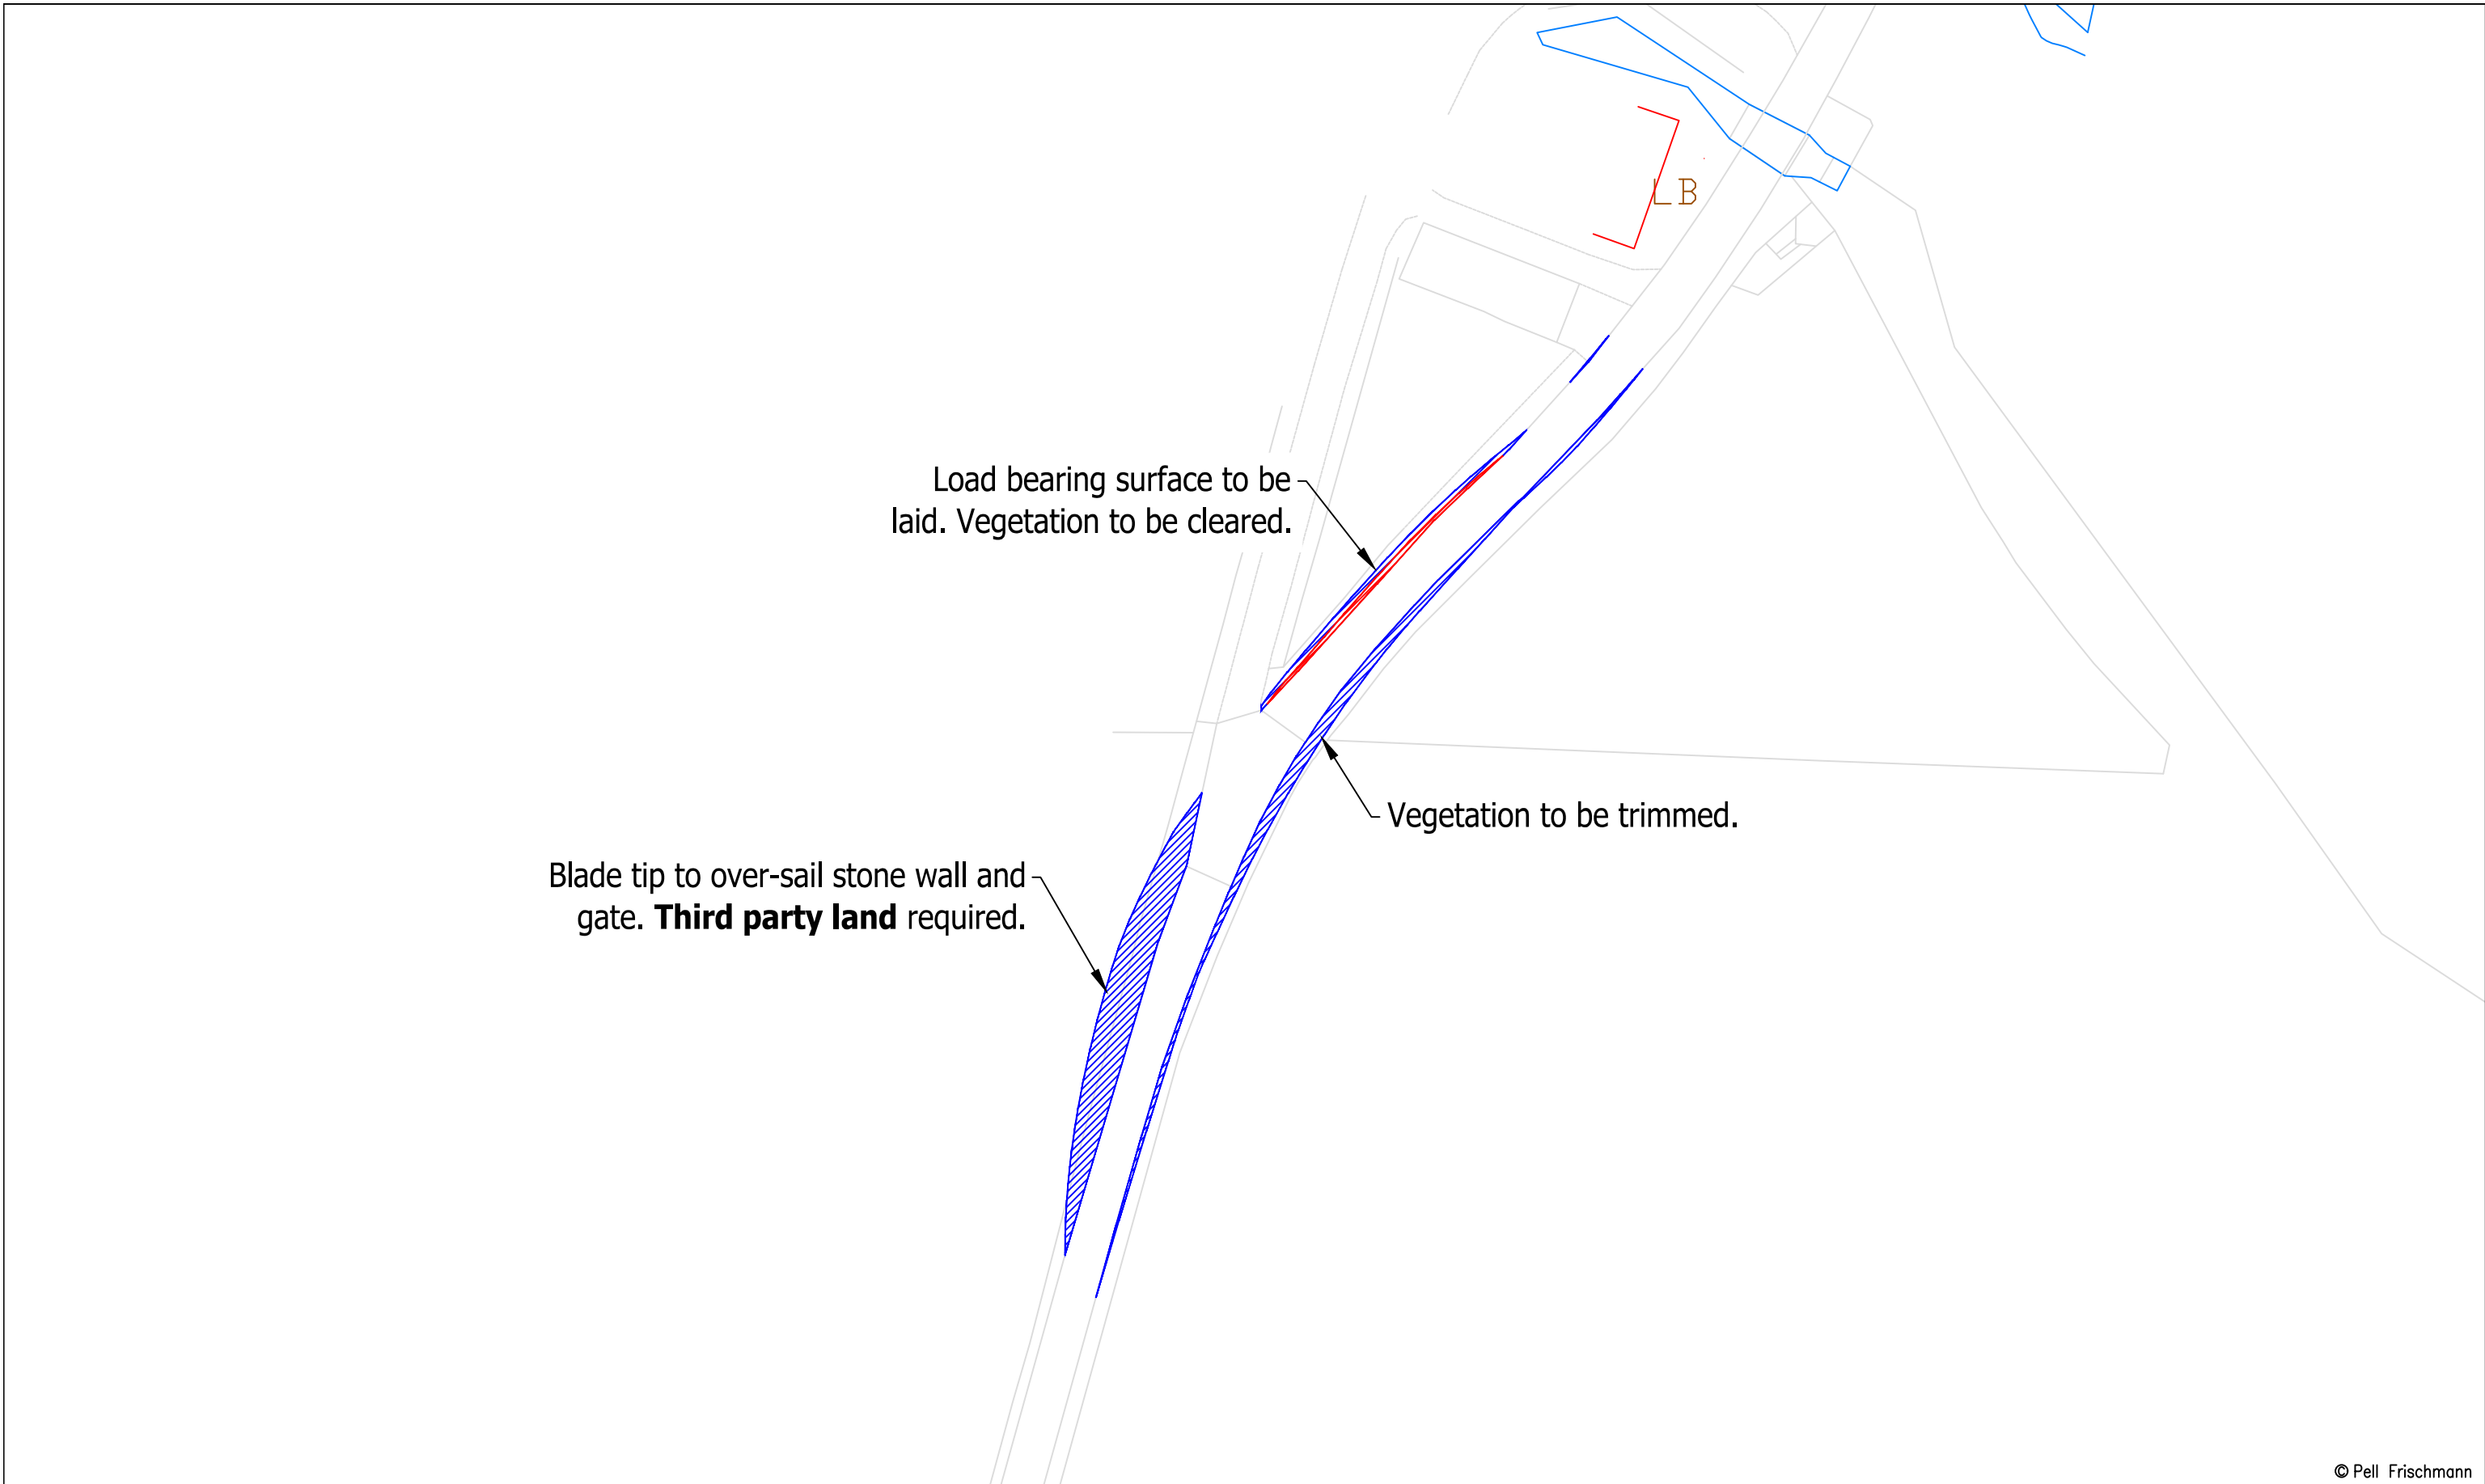 LB
Load bearing surface to be
laid. Vegetation to be cleared.
Vegetation to be trimmed.
Blade tip to over-sail stone wall and
gate. Third party land required.
© Pell Frischmann